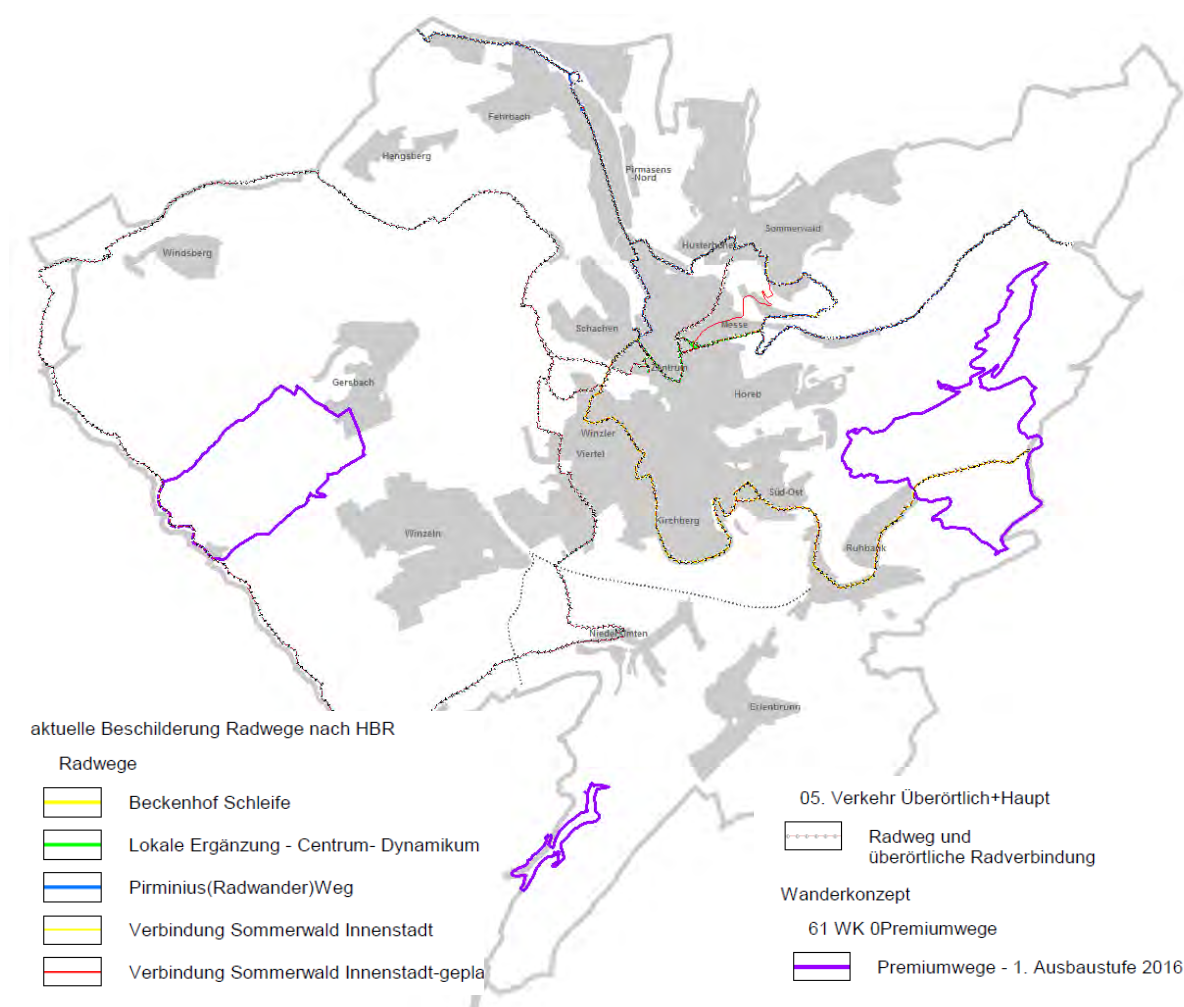 Fehrbach
Hengsberg
Pirmasens
-Nord
Sommerwald
Husterhöhe
Windsberg
Schachen
Messe
Zentrum
Gersbach
Horeb
Winzler
Viertel
Süd-Ost
Kirchberg
Winzeln
Ruhbank
Niedersimten
Erlenbrunn
aktuelle Beschilderung Radwege nach HBR
Radwege
Beckenhof Schleife
Lokale Ergänzung - Centrum- Dynamikum
Pirminius(Radwander)Weg
Verbindung Sommerwald Innenstadt
Verbindung Sommerwald Innenstadt-gepla
05. Verkehr Überörtlich+Haupt
Radweg und
überörtliche Radverbindung
Wanderkonzept
61 WK 0Premiumwege
Premiumwege - 1. Ausbaustufe 2016